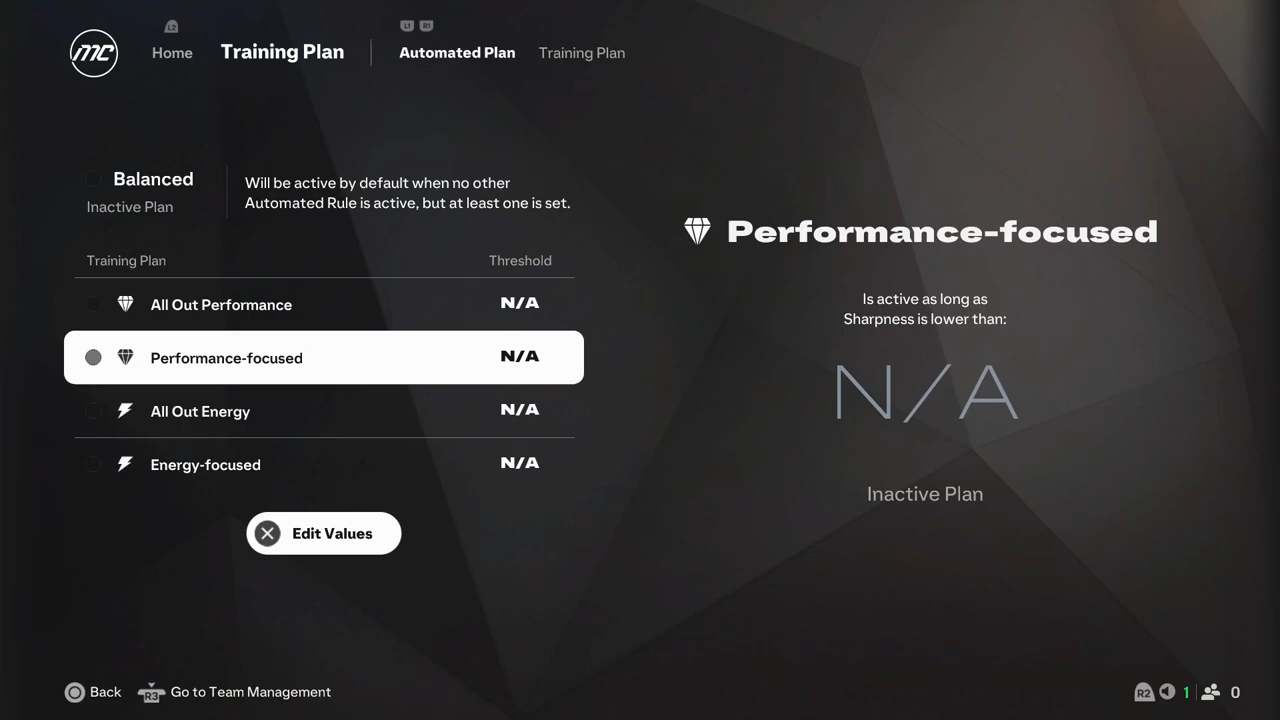 L2
L1 R1
MC
Home
Training Plan
Automated Plan
Training Plan
Balanced
Inactive Plan
Will be active by default when no other
Automated Rule is active, but at least one is set.
Training Plan Threshold
All Out Performance N/A
Performance-focused N/A
All Out Energy N/A
Energy-focused N/A
Edit Values
Performance-focused
Is active as long as
Sharpness is lower than:
N/A
Inactive Plan
Back
R3 Go to Team Management
R2 1 0